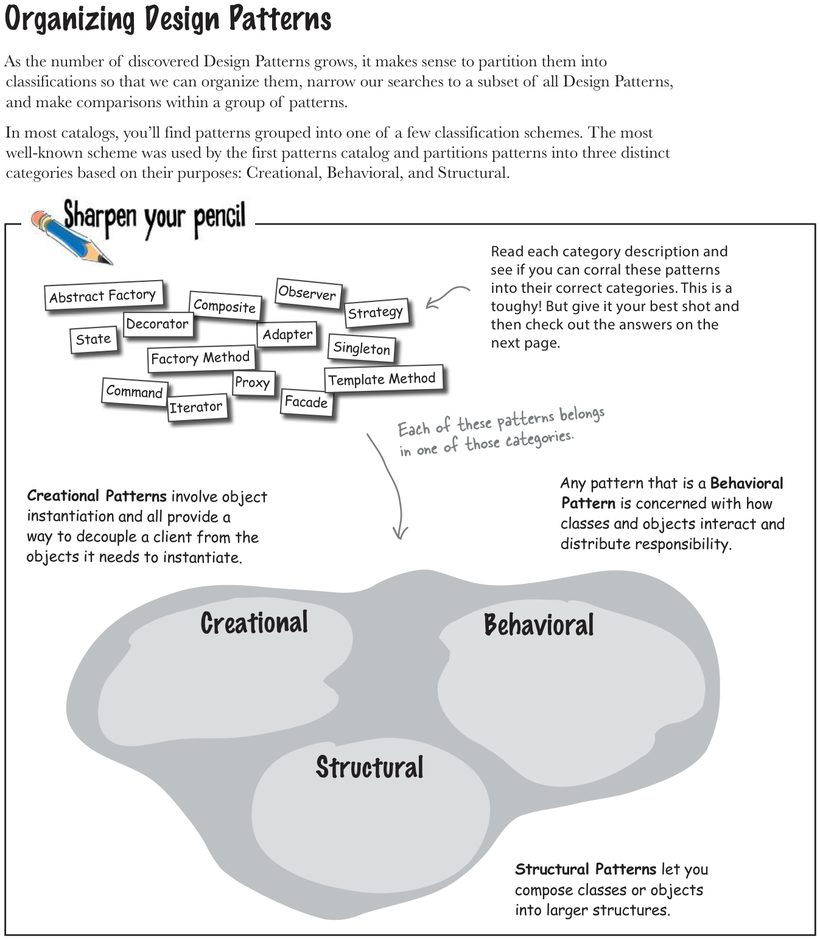 Organizing Design Patterns
As the number of discovered Design Patterns grows, it makes sense to partition them into
classifications so that we can organize them, narrow our searches to a subset of all Design Patterns,
and make comparisons within a group of patterns.
In most catalogs, you'll find patterns grouped into one of a few classification schemes. The most
well-known scheme was used by the first patterns catalog and partitions patterns into three distinct
categories based on their purposes: Creational, Behavioral, and Structural.
Sharpen your pencil
Read each category description and
see if you can corral these patterns
into their correct categories. This is a
toughy! But give it your best shot and
then check out the answers on the
next page.
Abstract Factory
Composite
Observer
Strategy
Decorator
State
Adapter
Singleton
Factory Method
Proxy
Template Method
Command
Iterator
Facade
Each of these patterns belongs
in one of those categories.
Creational Patterns involve object
instantiation and all provide a
way to decouple a client from the
objects it needs to instantiate.
Any pattern that is a Behavioral
Pattern is concerned with how
classes and objects interact and
distribute responsibility.
Creational
Behavioral
Structural
Structural Patterns let you
compose classes or objects
into larger structures.